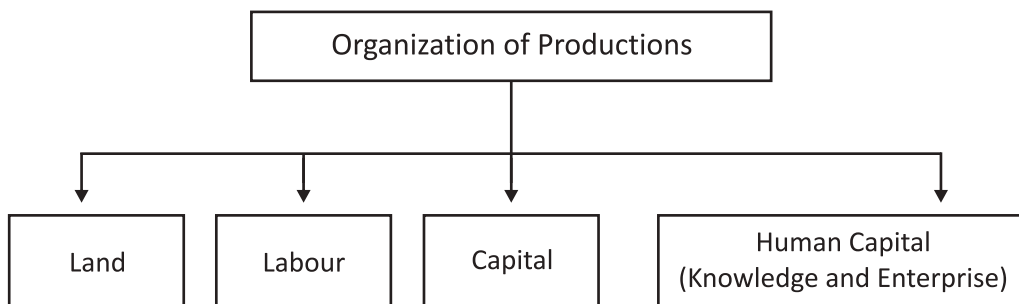 Organization of Productions
Land
Labour
Capital
Human Capital
(Knowledge and Enterprise)